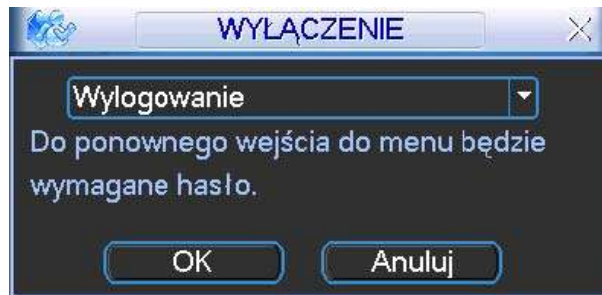 WYŁĄCZENIE
Wylogowanie
Do ponownego wejścia do menu będzie
wymagane hasło.
OK Anuluj